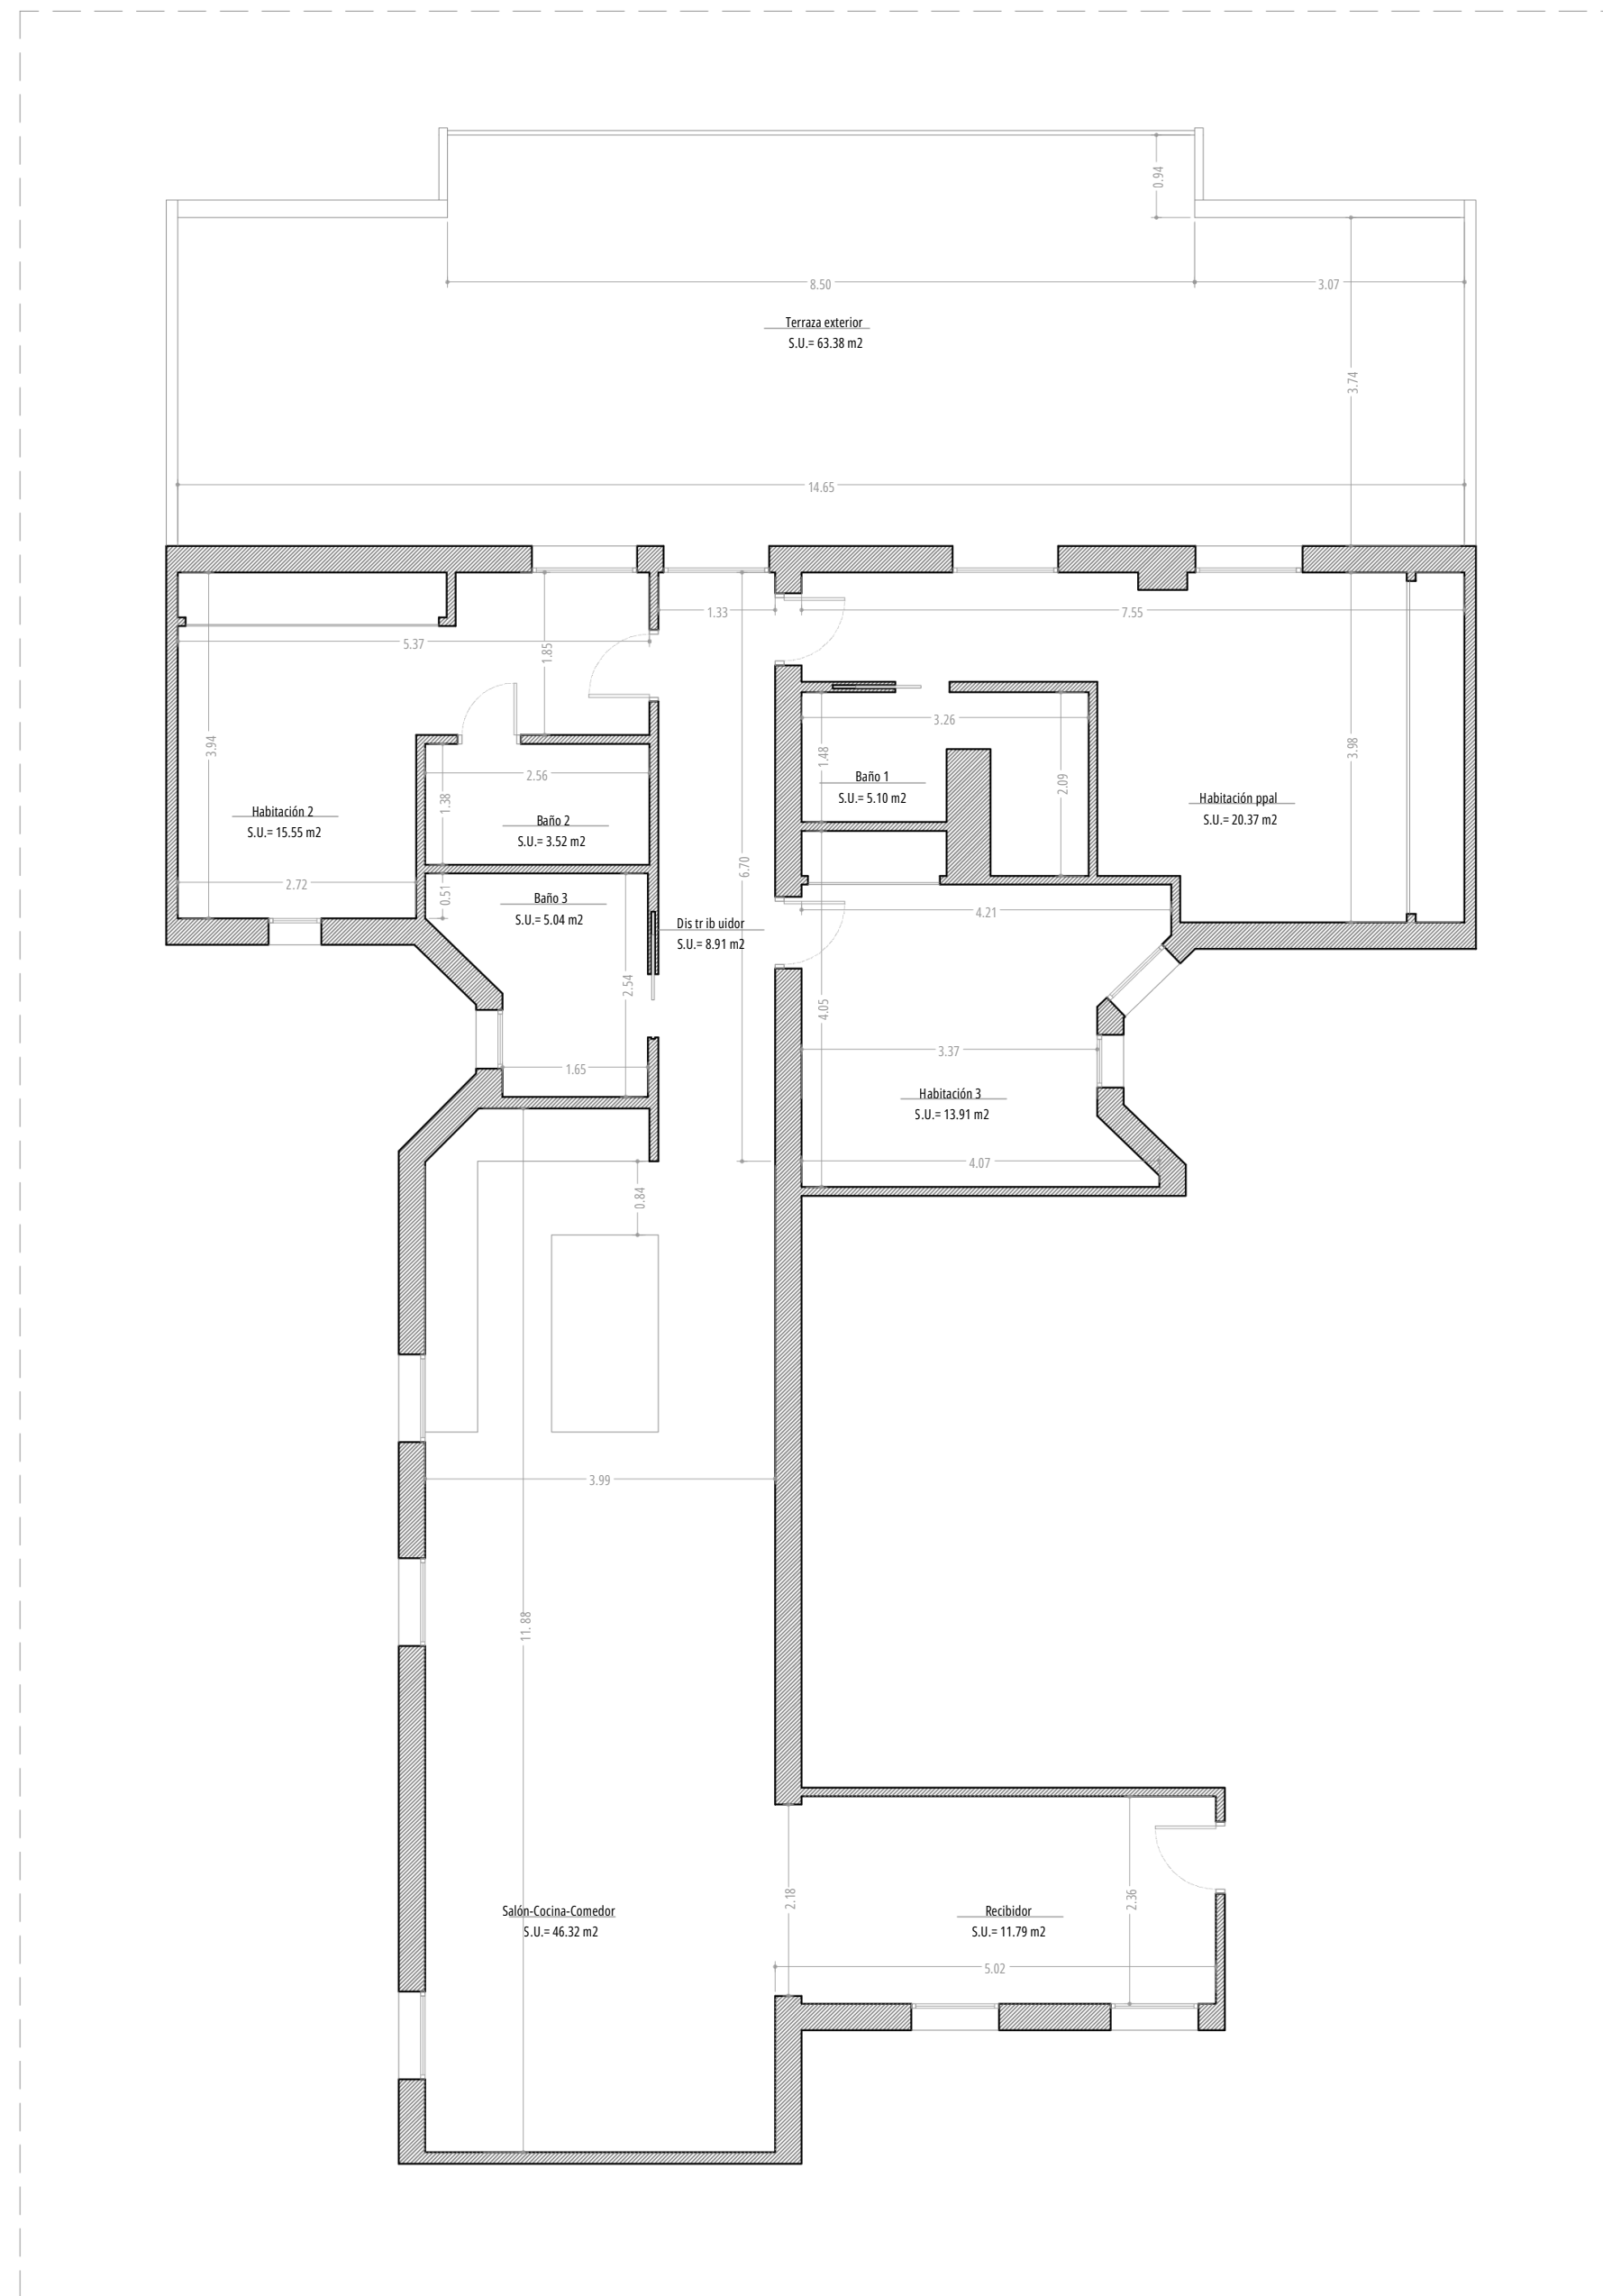 0.94
8.50
3.07
Terraza exterior
S.U.= 63.38 m2
3.74
14.65
1.33
7.55
5.37
1.85
3.94
3.26
1.48
2.09
3.98
2.56
1.38
Baño 1
S.U.= 5.10 m2
Habitación ppal
S.U.= 20.37 m2
Habitación 2
S.U.= 15.55 m2
Baño 2
S.U.= 3.52 m2
6.70
2.72
0.51
Baño 3
S.U.= 5.04 m2
4.21
Dis tr ib uidor
S.U.= 8.91 m2
2.54
4.05
3.37
1.65
Habitación 3
S.U.= 13.91 m2
4.07
0.84
3.99
11.88
2.18
2.36
Salón-Cocina-Comedor
S.U.= 46.32 m2
Recibidor
S.U.= 11.79 m2
5.02